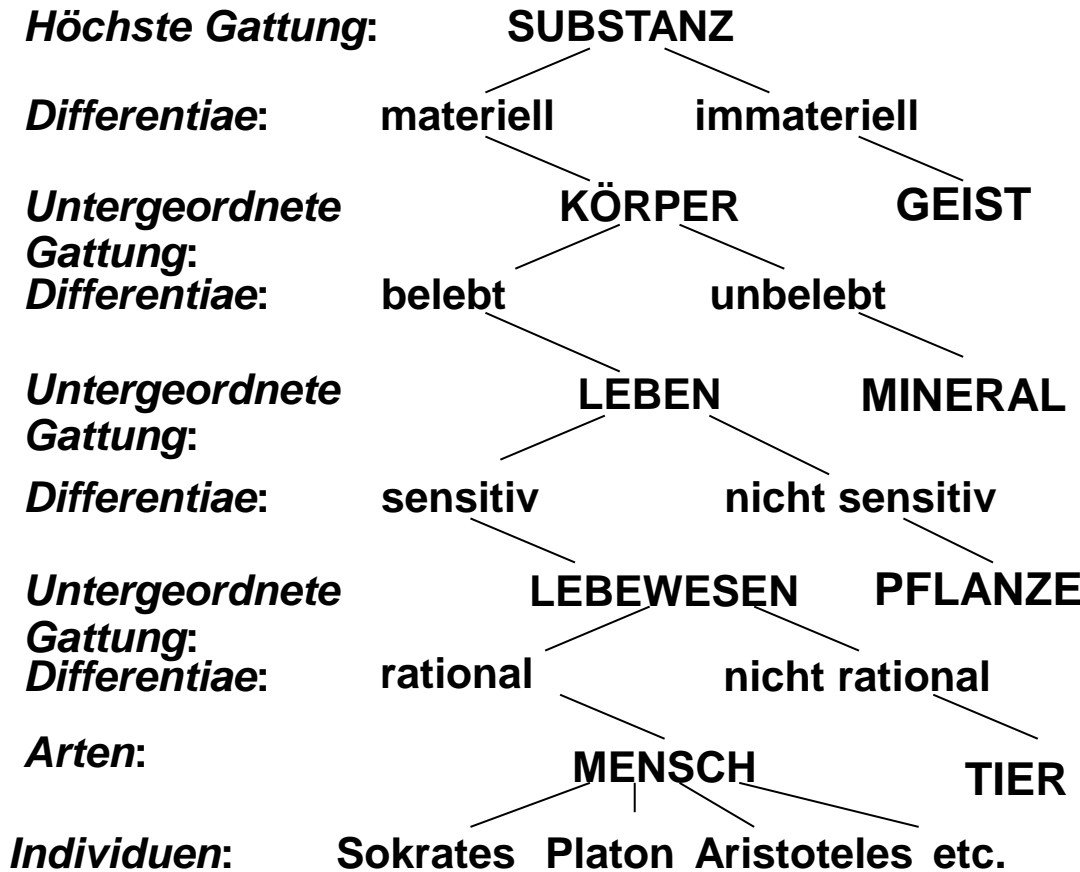 Höchste Gattung: SUBSTANZ
Differentiae: materiell immateriell
Untergeordnete KÖRPER GEIST
Gattung:
Differentiae: belebt unbelebt
Untergeordnete LEBEN MINERAL
Gattung:
Differentiae: sensitiv nicht sensitiv
Untergeordnete LEBEWESEN PFLANZE
Gattung:
Differentiae: rational nicht rational
Arten: MENSCH TIER
Individuen: Sokrates Platon Aristoteles etc.